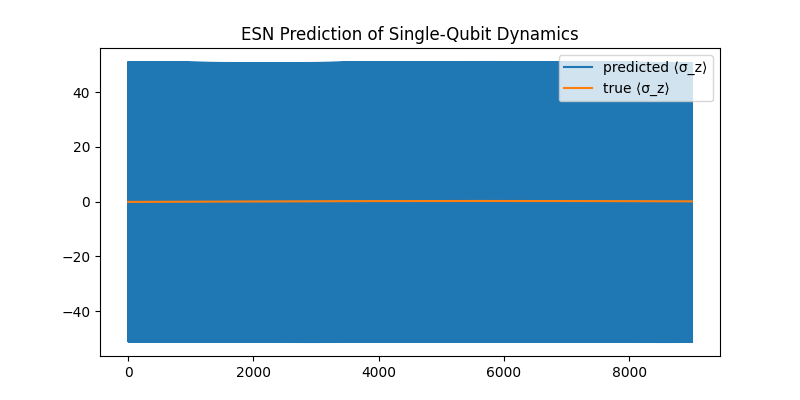 ESN Prediction of Single-Qubit Dynamics
predicted ⟨σ_z⟩
true ⟨σ_z⟩
40
20
0
−20
−40
0 2000 4000 6000 8000